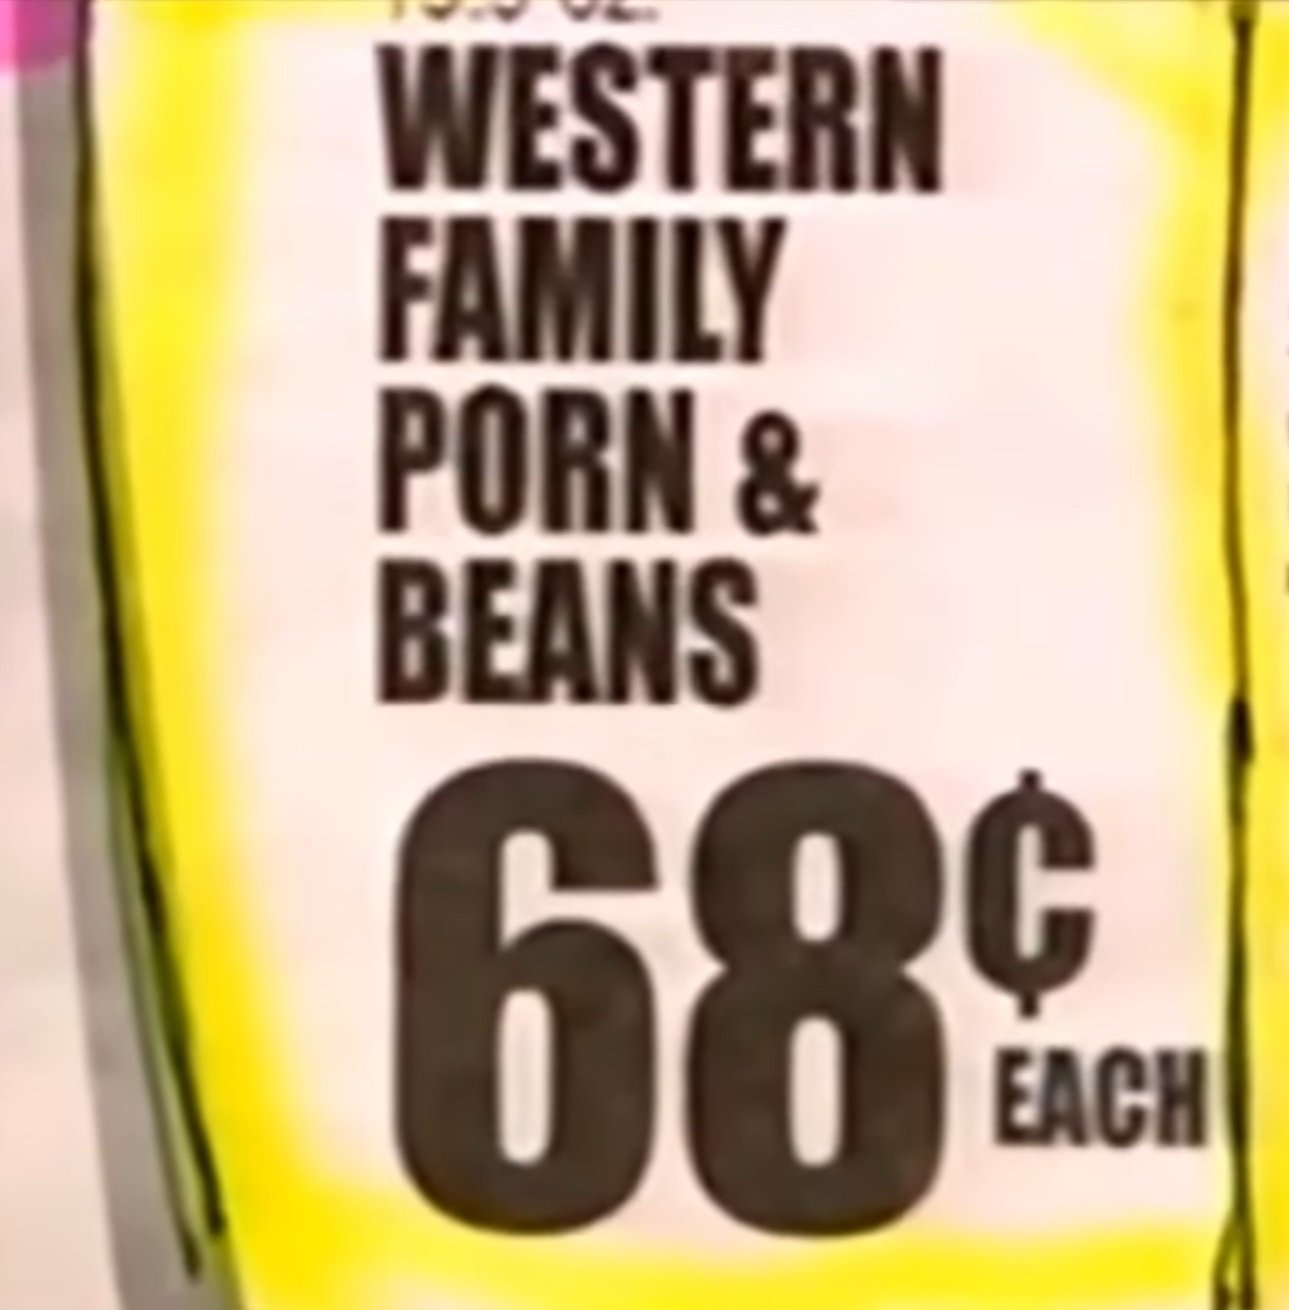 WESTERN
FAMILY
PORN &
BEANS
68¢
EACH